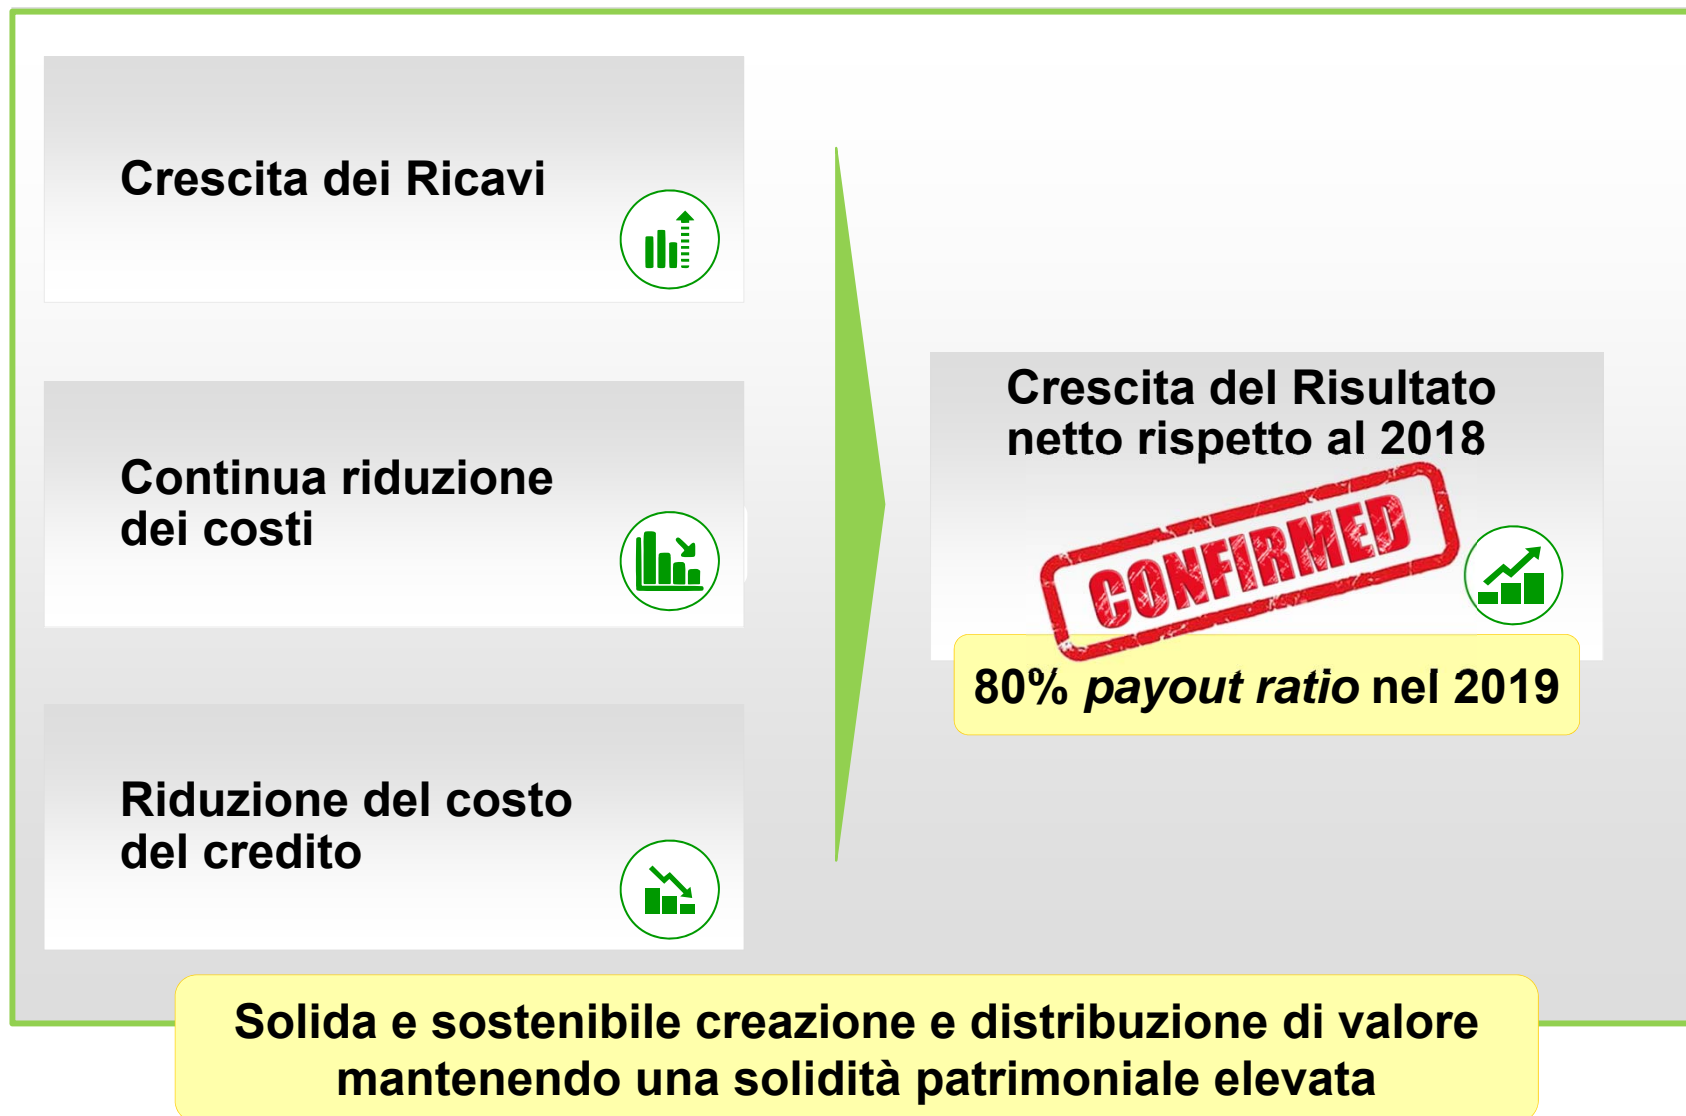 Crescita dei Ricavi
Continua riduzione
dei costi
Riduzione del costo
del credito
Crescita del Risultato
netto rispetto al 2018
CONFIRMED
80% payout ratio nel 2019
Solida e sostenibile creazione e distribuzione di valore
mantenendo una solidità patrimoniale elevata